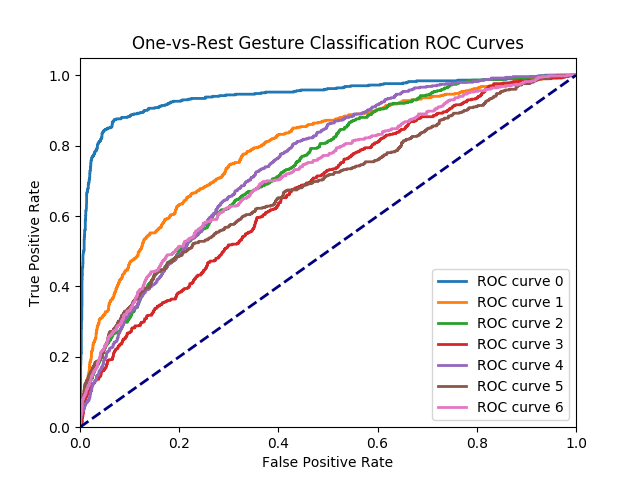 One-vs-Rest Gesture Classification ROC Curves
True Positive Rate
1.0
0.8
0.6
0.4
0.2
0.0
ROC curve 0
ROC curve 1
ROC curve 2
ROC curve 3
ROC curve 4
ROC curve 5
ROC curve 6
0.0 0.2 0.4 0.6 0.8 1.0
False Positive Rate